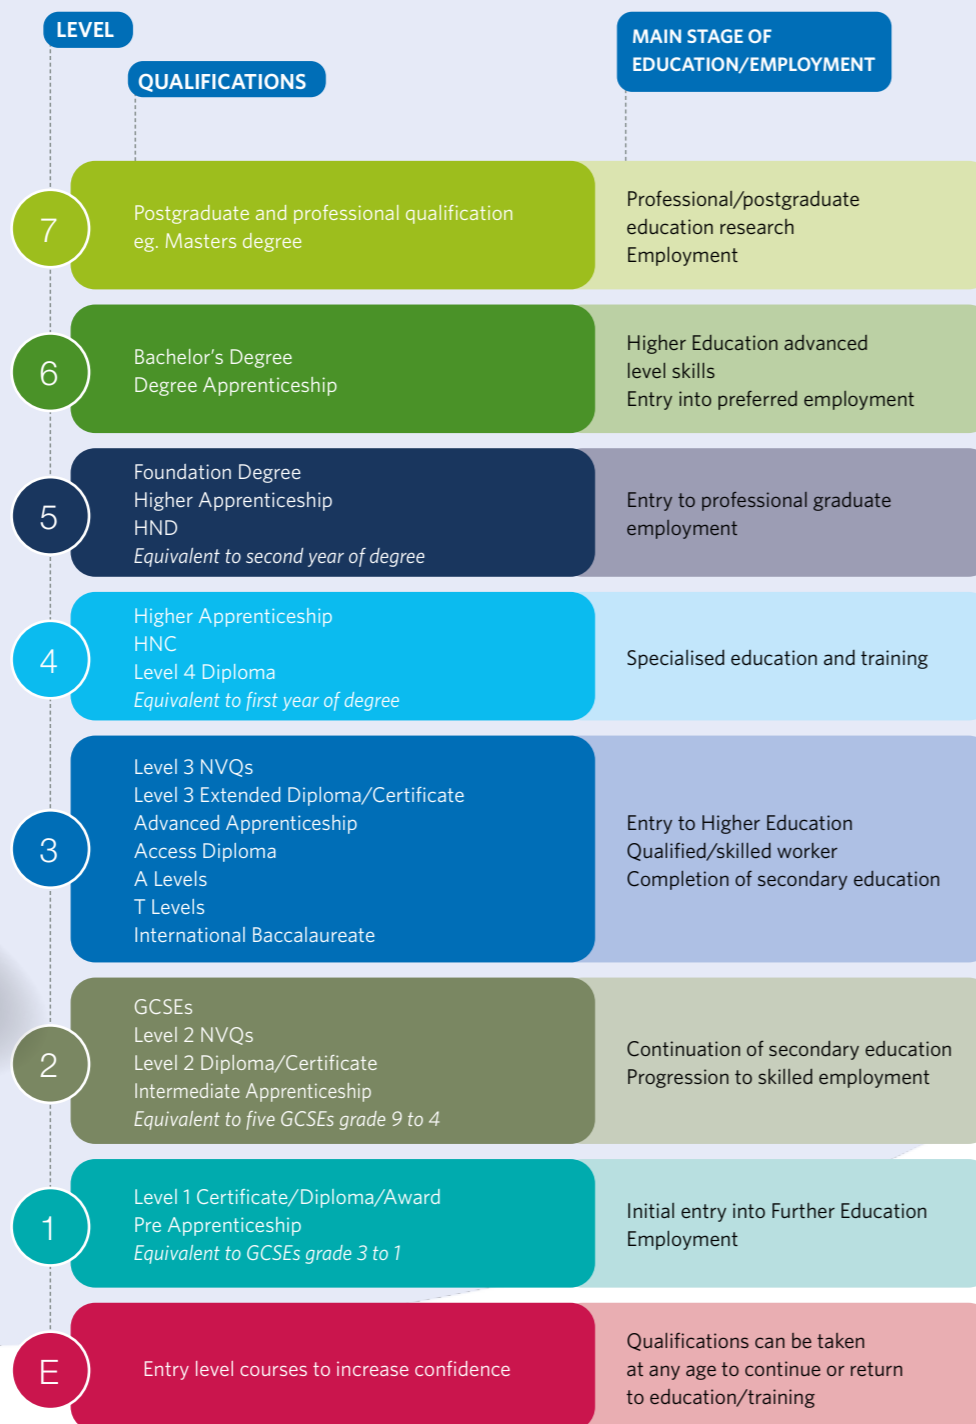 LEVEL
QUALIFICATIONS
MAIN STAGE OF
EDUCATION/EMPLOYMENT
7
Postgraduate and professional qualification
eg. Masters degree
Professional/postgraduate
education research
Employment
6
Bachelor's Degree
Degree Apprenticeship
Higher Education advanced
level skills
Entry into preferred employment
5
Foundation Degree
Higher Apprenticeship
HND
Equivalent to second year of degree
Entry to professional graduate
employment
4
Higher Apprenticeship
HNC
Level 4 Diploma
Equivalent to first year of degree
Specialised education and training
3
Level 3 NVQs
Level 3 Extended Diploma/Certificate
Advanced Apprenticeship
Access Diploma
A Levels
T Levels
International Baccalaureate
Entry to Higher Education
Qualified/skilled worker
Completion of secondary education
2
GCSEs
Level 2 NVQs
Level 2 Diploma/Certificate
Intermediate Apprenticeship
Equivalent to five GCSEs grade 9 to 4
Continuation of secondary education
Progression to skilled employment
1
Level 1 Certificate/Diploma/Award
Pre Apprenticeship
Equivalent to GCSEs grade 3 to 1
Initial entry into Further Education
Employment
E
Entry level courses to increase confidence
Qualifications can be taken
at any age to continue or return
to education/training